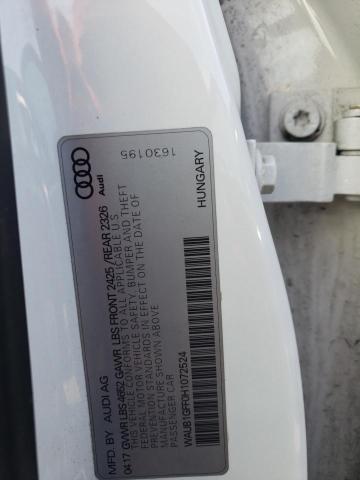 MFD. BY AUDI AG
Audi
1630195
04 17 GVWR LBS 4652 GAWR LBS FRONT 2425 /REAR 2326
THIS VEHICLE CONFORMS TO ALL APPLICABLE U S
FEDERAL MOTOR VEHICLE SAFETY, BUMPER AND THEFT
PREVENTION STANDARDS IN EFFECT ON THE DATE OF
MANUFACTURE SHOWN ABOVE
PASSENGER CAR
WAUB1GFF0H1072524
HUNGARY